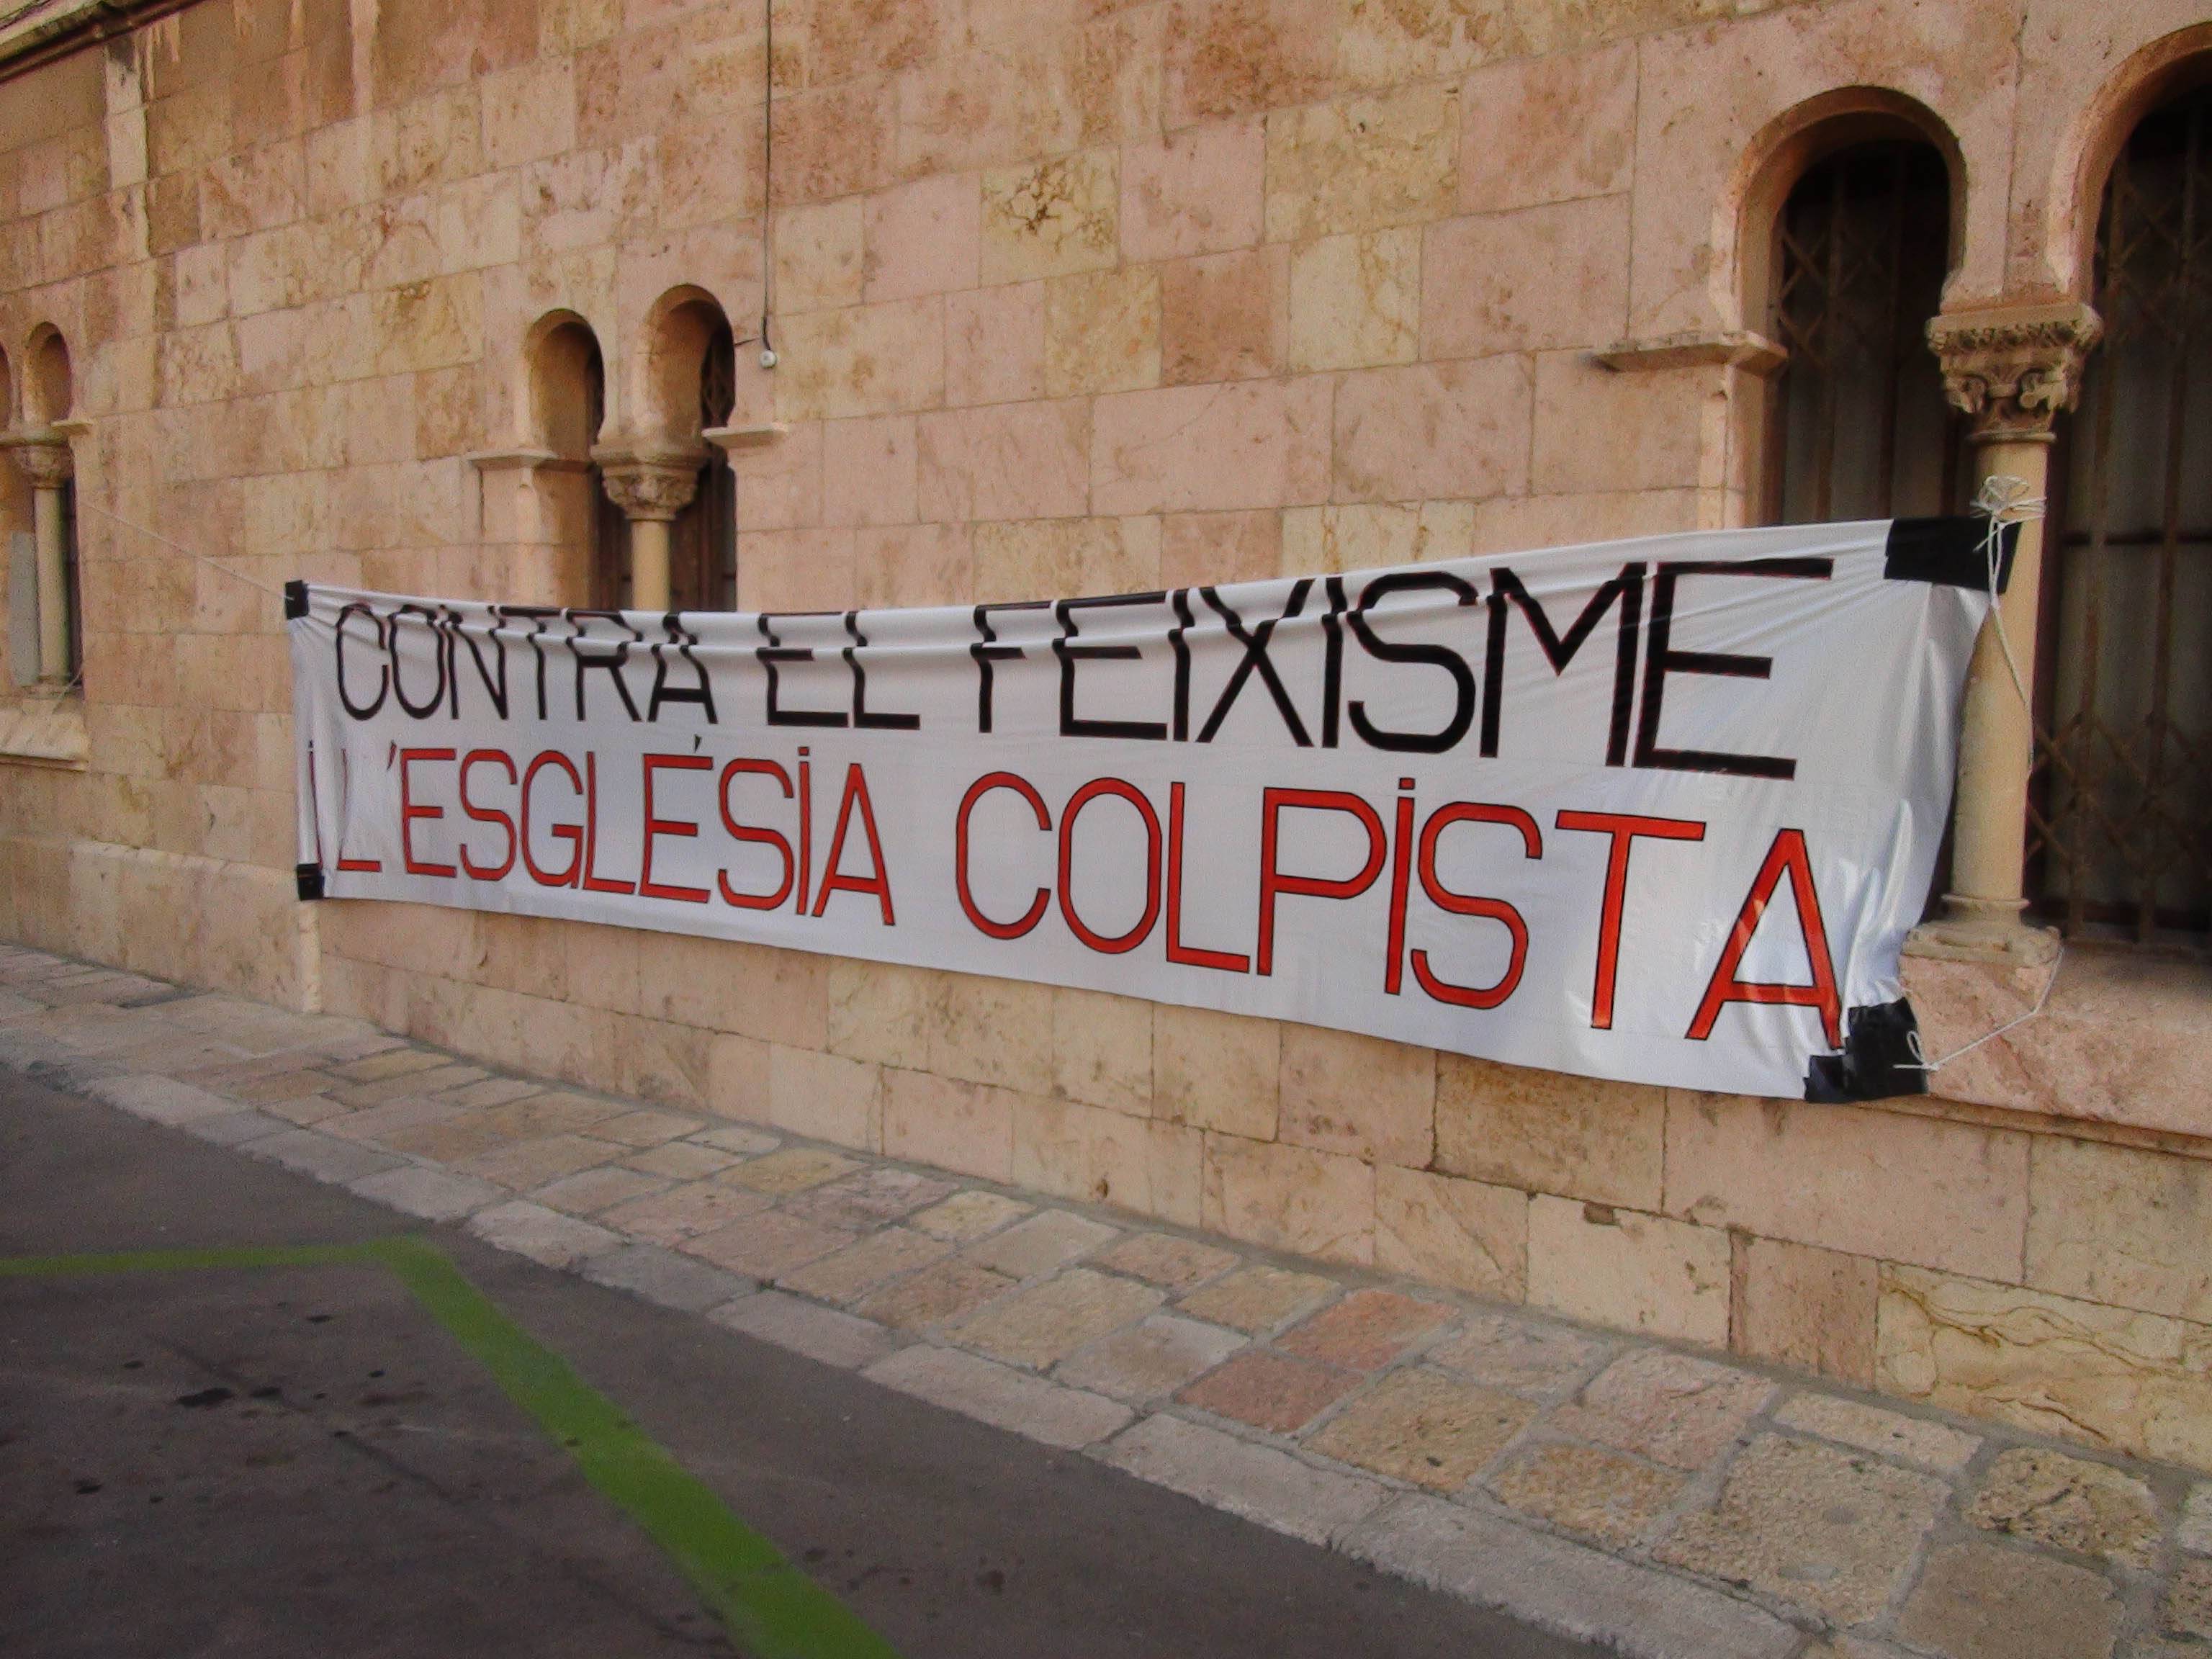 CONTRA EL FEIXISME
i L'ESGLÉSiA COLPiSTA